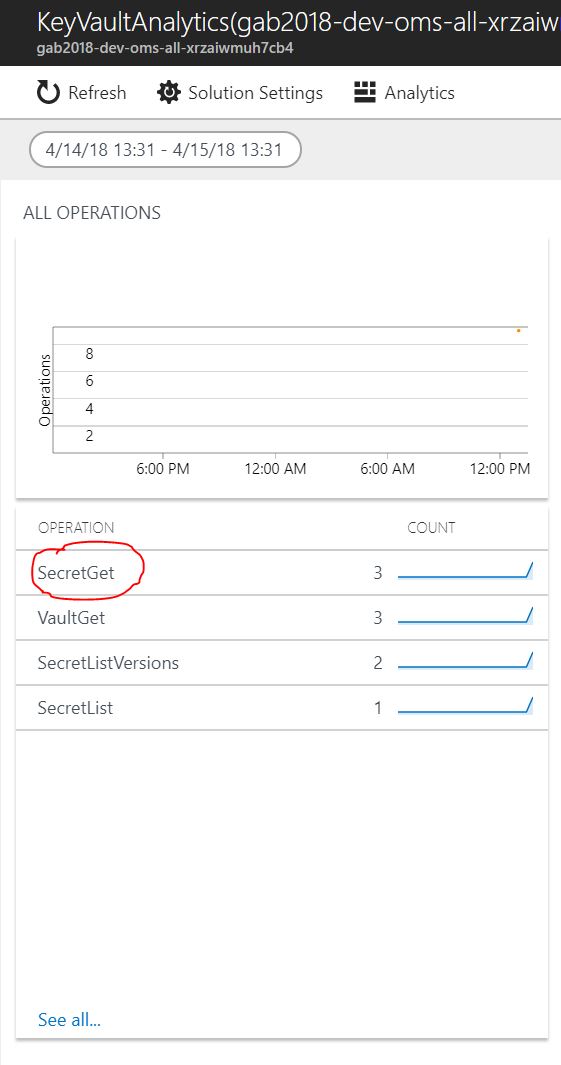 KeyVaultAnalytics(gab2018-dev-oms-all-xrzaiw
gab2018-dev-oms-all-xrzaiwmuh7cb4
Refresh Solution Settings Analytics
4/14/18 13:31 - 4/15/18 13:31
ALL OPERATIONS
Operations
8
6
4
2
6:00 PM 12:00 AM 6:00 AM 12:00 PM
OPERATION COUNT
SecretGet 3
VaultGet 3
SecretListVersions 2
SecretList 1
See all...